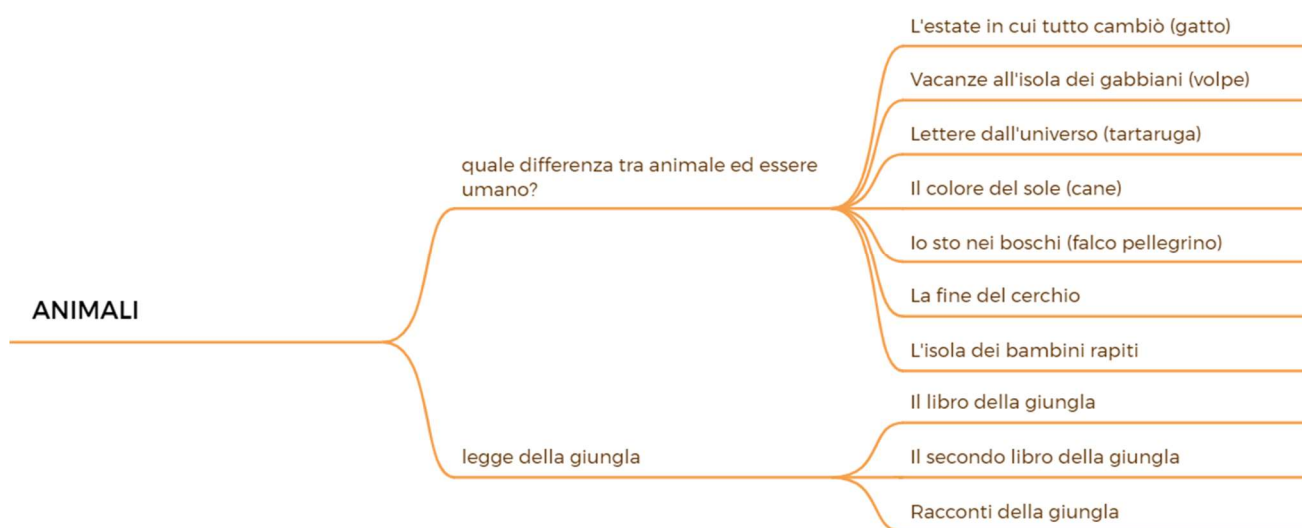 ANIMALI
quale differenza tra animale ed essere
umano?
L'estate in cui tutto cambiò (gatto)
Vacanze all'isola dei gabbiani (volpe)
Lettere dall'universo (tartaruga)
Il colore del sole (cane)
Io sto nei boschi (falco pellegrino)
La fine del cerchio
L'isola dei bambini rapiti
legge della giungla
Il libro della giungla
Il secondo libro della giungla
Racconti della giungla